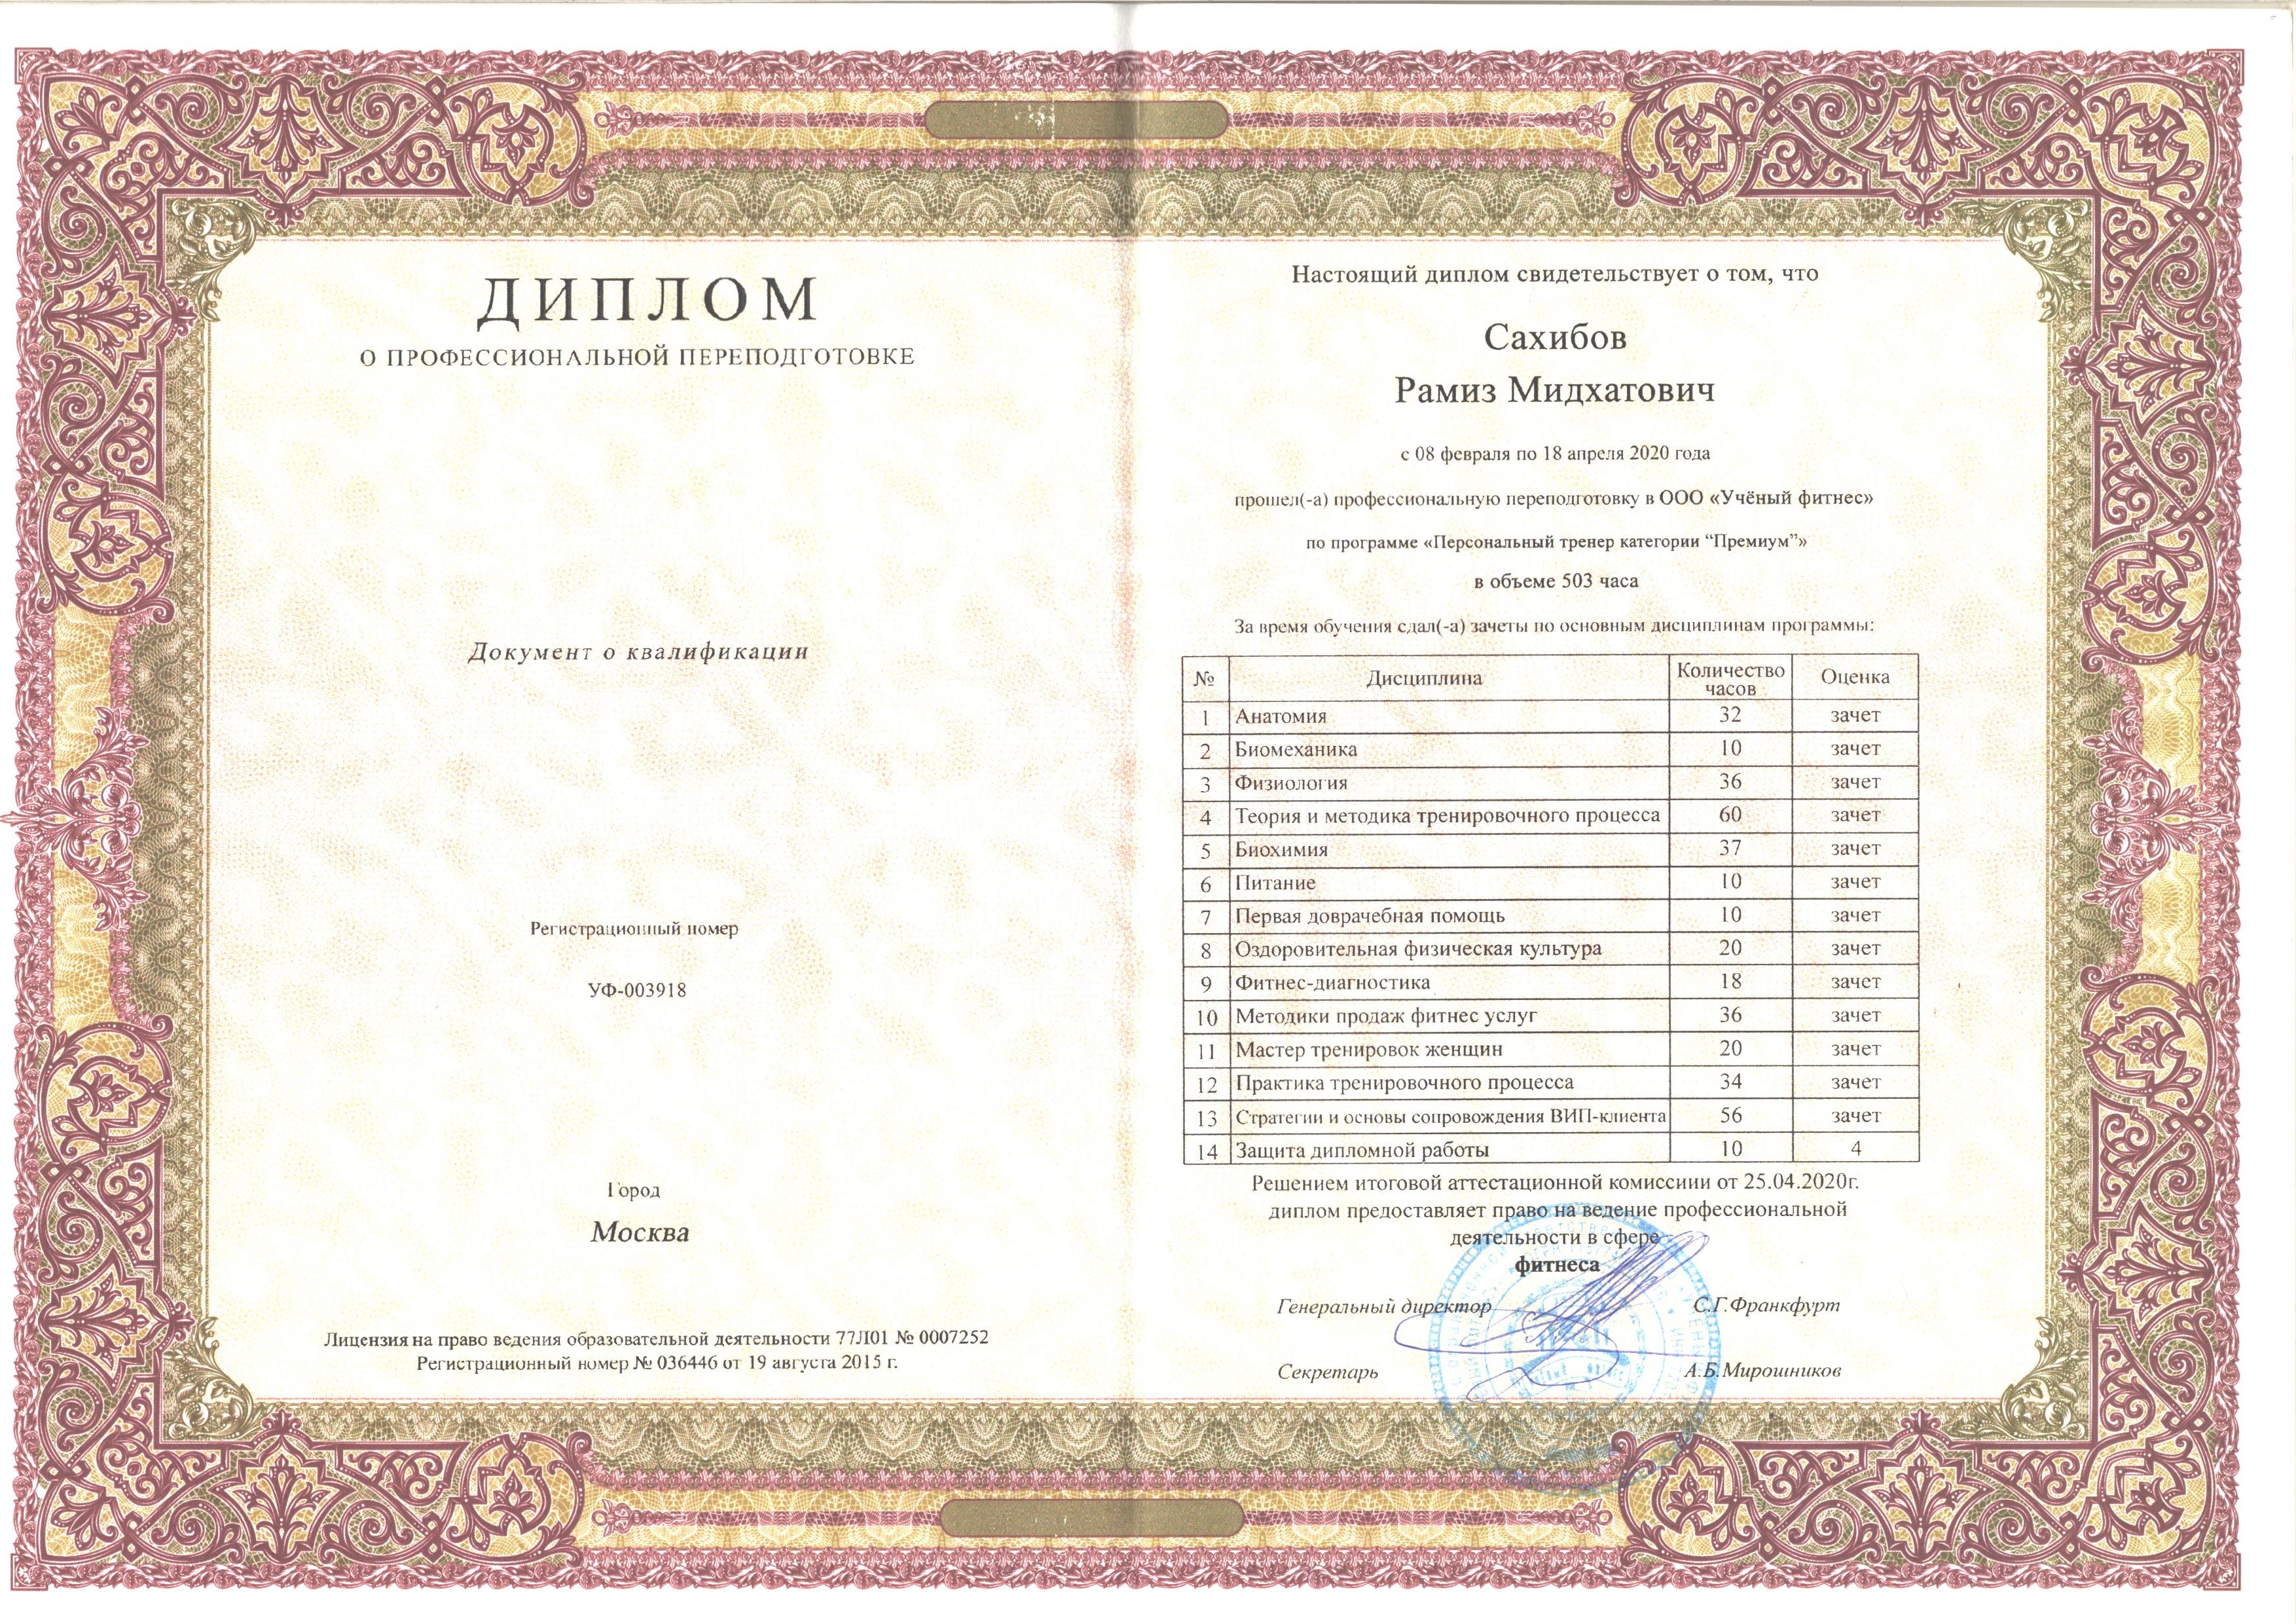 ДИПЛОМ
О ПРОФЕССИОНАЛЬНОЙ ПЕРЕПОДГОТОВКЕ
Документ о квалификации
Регистрационный номер
УФ-003918
Город
Москва
Лицензия на право ведения образовательной деятельности 77Л01 № 0007252
Регистрационный номер № 036446 от 19 августа 2015 г.
Настоящий диплом свидетельствует о том, что
Сахибов
Рамиз Мидхатович
с 08 февраля по 18 апреля 2020 года
прошел(-а) профессиональную переподготовку в ООО «Учёный фитнес»
по программе «Персональный тренер категории “Премиум”»
в объеме 503 часа
За время обучения сдал(-а) зачеты по основным дисциплинам программы:
№ Дисциплина Количество часов Оценка
1 Анатомия 32 зачет
2 Биомеханика 10 зачет
3 Физиология 36 зачет
4 Теория и методика тренировочного процесса 60 зачет
5 Биохимия 37 зачет
6 Питание 10 зачет
7 Первая доврачебная помощь 10 зачет
8 Оздоровительная физическая культура 20 зачет
9 Фитнес-диагностика 18 зачет
10 Методики продаж фитнес услуг 36 зачет
11 Мастер тренировок женщин 20 зачет
12 Практика тренировочного процесса 34 зачет
13 Стратегии и основы сопровождения ВИП-клиента 56 зачет
14 Защита дипломной работы 10 4
Решением итоговой аттестационной комиссиии от 25.04.2020г.
диплом предоставляет право на ведение профессиональной
деятельности в сфере
фитнеса
Генеральный директор С.Г.Франкфурт
Секретарь А.Б.Мирошников